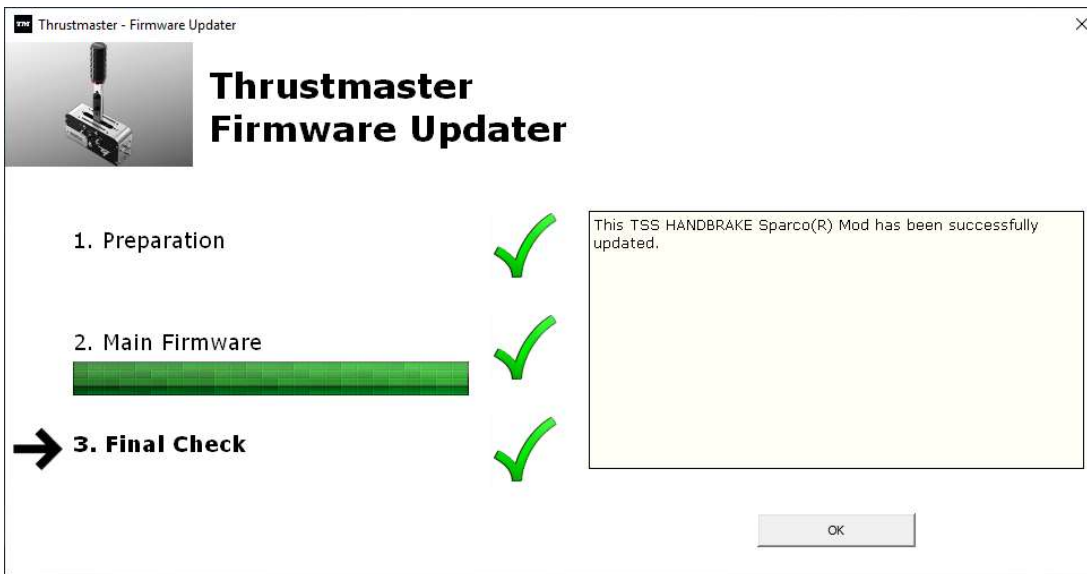 Thrustmaster - Firmware Updater
Thrustmaster
Firmware Updater
1. Preparation
This TSS HANDBRAKE Sparco(R) Mod has been successfully
updated.
2. Main Firmware
3. Final Check
OK